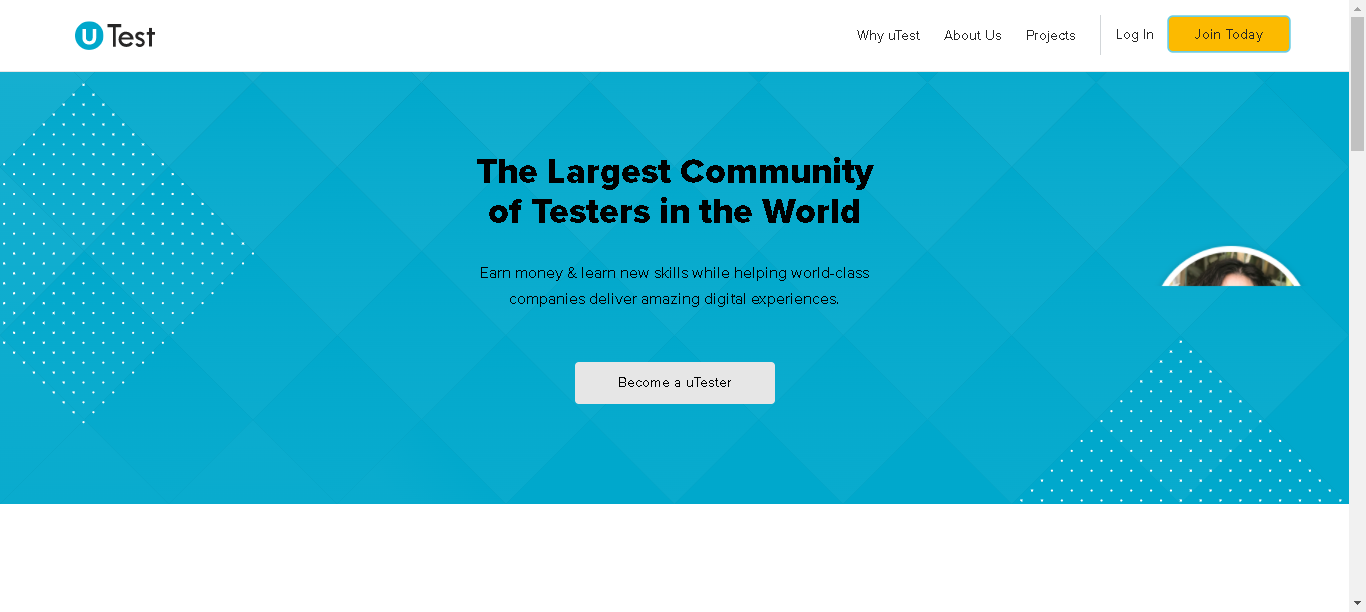 uTest
Why uTest
About Us
Projects
Log In
Join Today
The Largest Community
of Testers in the World
Earn money & learn new skills while helping world-class
companies deliver amazing digital experiences.
Become a uTester